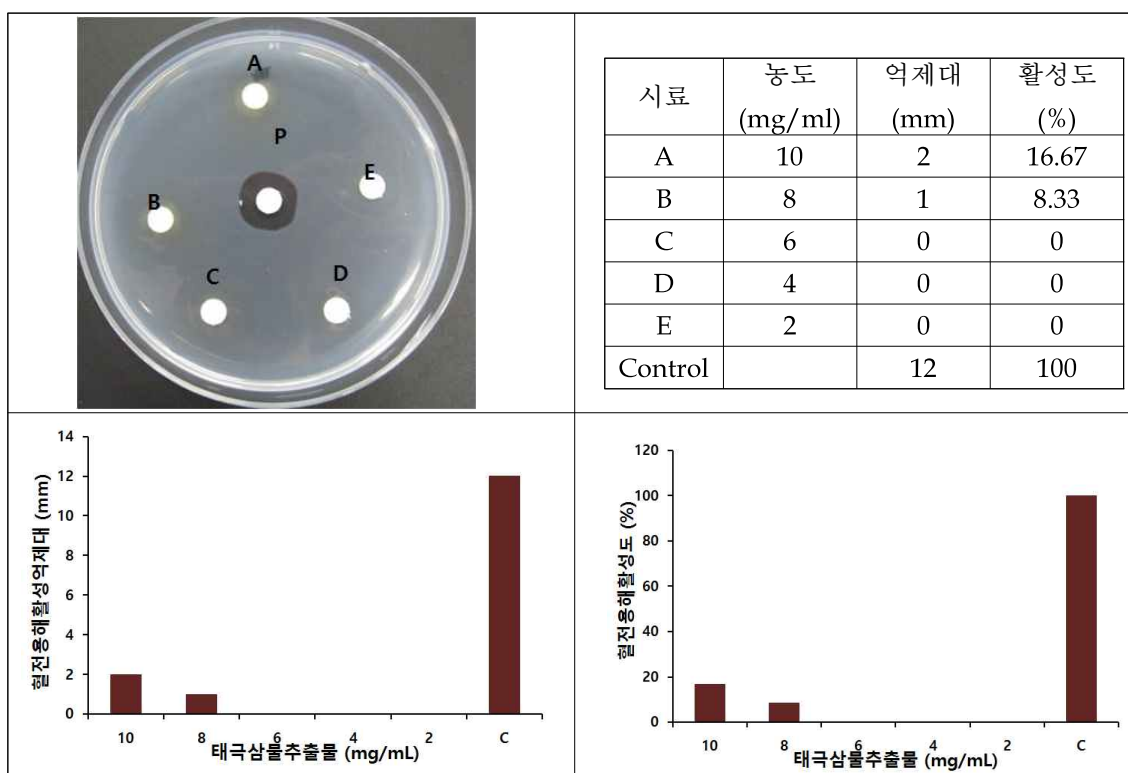 A
P
E
B
C
D
시료 농도 (mg/ml) 억제대 (mm) 활성도 (%)
A 10 2 16.67
B 8 1 8.33
C 6 0 0
D 4 0 0
E 2 0 0
Control 12 100
힐전용해활성억제대 (mm)
14
12
10
8
6
4
2
0
10 8 6 4 2 C
태극삼물추출물 (mg/mL)
힐전용해활성도 (%)
120
100
80
60
40
20
0
10 8 6 4 2 C
태극삼물추출물 (mg/mL)